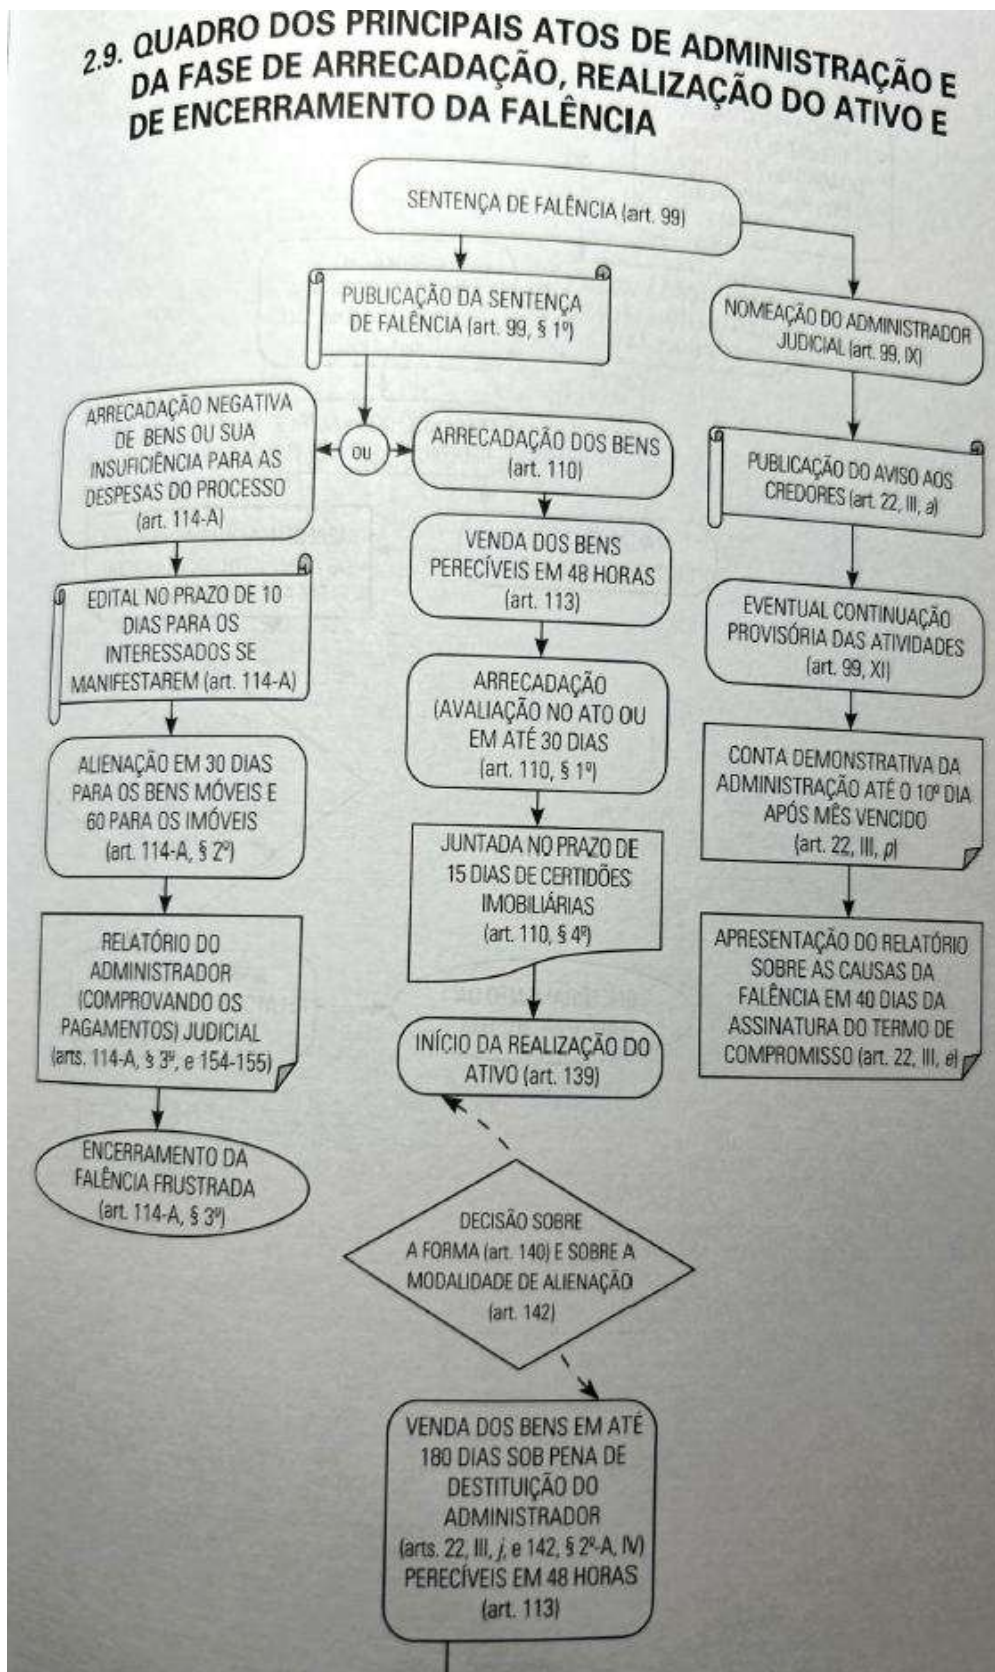 2.9. QUADRO DOS PRINCIPAIS ATOS DE ADMINISTRAÇÃO E
DA FASE DE ARRECADAÇÃO, REALIZAÇÃO DO ATIVO E
DE ENCERRAMENTO DA FALÊNCIA
SENTENÇA DE FALÊNCIA (art. 99)
PUBLICAÇÃO DA SENTENÇA
DE FALÊNCIA (art. 99, § 1º)
NOMEAÇÃO DO ADMINISTRADOR
JUDICIAL (art. 99, IX)
ARRECADAÇÃO NEGATIVA
DE BENS OU SUA
INSUFICIÊNCIA PARA AS
DESPESAS DO PROCESSO
(art. 114-A)
OU
ARRECADAÇÃO DOS BENS
(art. 110)
PUBLICAÇÃO DO AVISO AOS
CREDORES (art. 22, III, a)
EDITAL NO PRAZO DE 10
DIAS PARA OS
INTERESSADOS SE
MANIFESTAREM (art. 114-A)
VENDA DOS BENS
PERECÍVEIS EM 48 HORAS
(art. 113)
EVENTUAL CONTINUAÇÃO
PROVISÓRIA DAS ATIVIDADES
(art. 99, XI)
ALIENAÇÃO EM 30 DIAS
PARA OS BENS MÓVEIS E
60 PARA OS IMÓVEIS
(art. 114-A, § 2º)
ARRECADAÇÃO
(AVALIAÇÃO NO ATO OU
EM ATÉ 30 DIAS
(art. 110, § 1º)
CONTA DEMONSTRATIVA DA
ADMINISTRAÇÃO ATÉ O 10º DIA
APÓS MÊS VENCIDO
(art. 22, III, p)
RELATÓRIO DO
ADMINISTRADOR
(COMPROVANDO OS
PAGAMENTOS) JUDICIAL
(arts. 114-A, § 3º, e 154-155)
JUNTADA NO PRAZO DE
15 DIAS DE CERTIDÕES
IMOBILIÁRIAS
(art. 110, § 4º)
APRESENTAÇÃO DO RELATÓRIO
SOBRE AS CAUSAS DA
FALÊNCIA EM 40 DIAS DA
ASSINATURA DO TERMO DE
COMPROMISSO (art. 22, III, e)
INÍCIO DA REALIZAÇÃO DO
ATIVO (art. 139)
ENCERRAMENTO DA
FALÊNCIA FRUSTRADA
(art. 114-A, § 3º)
DECISÃO SOBRE
A FORMA (art. 140) E SOBRE A
MODALIDADE DE ALIENAÇÃO
(art. 142)
VENDA DOS BENS EM ATÉ
180 DIAS SOB PENA DE
DESTITUIÇÃO DO
ADMINISTRADOR
(arts. 22, III, j, e 142, § 2º-A, IV)
PERECÍVEIS EM 48 HORAS
(art. 113)